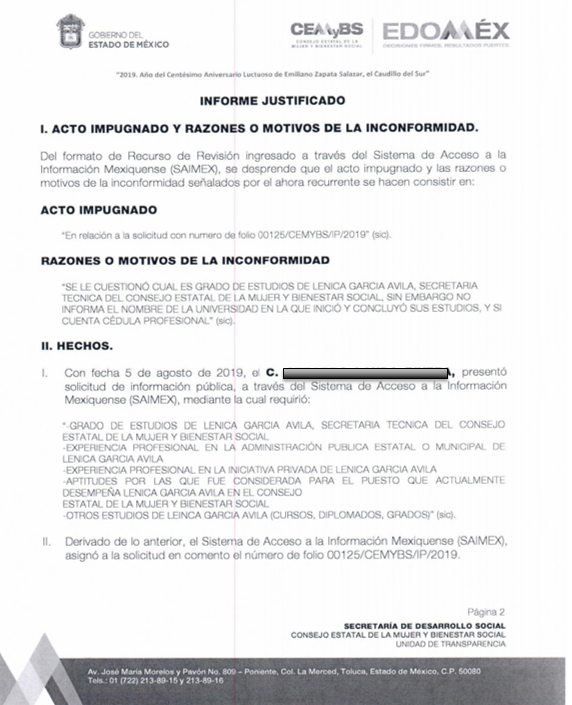 GOBIERNO DEL
ESTADO DE MÉXICO
CEMyBS
CONSEJO ESTATAL DE LA
MUJER Y BIENESTAR SOCIAL
EDOMÉX
DECISIONES FIRMES, RESULTADOS FUERTES
"2019. Año del Centésimo Aniversario Luctuoso de Emiliano Zapata Salazar, el Caudillo del Sur"
INFORME JUSTIFICADO
I. ACTO IMPUGNADO Y RAZONES O MOTIVOS DE LA INCONFORMIDAD.
Del formato de Recurso de Revisión ingresado a través del Sistema de Acceso a la
Información Mexiquense (SAIMEX), se desprende que el acto impugnado y las razones o
motivos de la inconformidad señalados por el ahora recurrente se hacen consistir en:
ACTO IMPUGNADO
"En relación a la solicitud con numero de folio 00125/CEMYBS/IP/2019" (sic).
RAZONES O MOTIVOS DE LA INCONFORMIDAD
"SE LE CUESTIONÓ CUAL ES GRADO DE ESTUDIOS DE LENICA GARCIA AVILA, SECRETARIA
TECNICA DEL CONSEJO ESTATAL DE LA MUJER Y BIENESTAR SOCIAL, SIN EMBARGO NO
INFORMA EL NOMBRE DE LA UNIVERSIDAD EN LA QUE INICIÓ Y CONCLUYÓ SUS ESTUDIOS, Y SI
CUENTA CÉDULA PROFESIONAL" (sic).
II. HECHOS.
I. Con fecha 5 de agosto de 2019, el C. A, presentó
solicitud de información pública, a través del Sistema de Acceso a la Información
Mexiquense (SAIMEX), mediante la cual requirió:
"-GRADO DE ESTUDIOS DE LENICA GARCIA AVILA, SECRETARIA TECNICA DEL CONSEJO
ESTATAL DE LA MUJER Y BIENESTAR SOCIAL
-EXPERIENCIA PROFESIONAL EN LA ADMINISTRACIÓN PUBLICA ESTATAL O MUNICIPAL DE
LENICA GARCIA AVILA
-EXPERIENCIA PROFESIONAL EN LA INICIATIVA PRIVADA DE LENICA GARCIA AVILA
-APTITUDES POR LAS QUE FUE CONSIDERADA PARA EL PUESTO QUE ACTUALMENTE
DESEMPEÑA LENICA GARCIA AVILA EN EL CONSEJO
ESTATAL DE LA MUJER Y BIENESTAR SOCIAL
-OTROS ESTUDIOS DE LEINCA GARCIA AVILA (CURSOS, DIPLOMADOS, GRADOS)" (sic).
II. Derivado de lo anterior, el Sistema de Acceso a la Información Mexiquense (SAIMEX),
asignó a la solicitud en comento el número de folio 00125/CEMYBS/IP/2019.
Página 2
SECRETARÍA DE DESARROLLO SOCIAL
CONSEJO ESTATAL DE LA MUJER Y BIENESTAR SOCIAL
UNIDAD DE TRANSPARENCIA
Av. José María Morelos y Pavón No. 809 – Poniente, Col. La Merced, Toluca, Estado de México, C.P. 50080
Tels.: 01 (722) 213-89-15 y 213-89-16